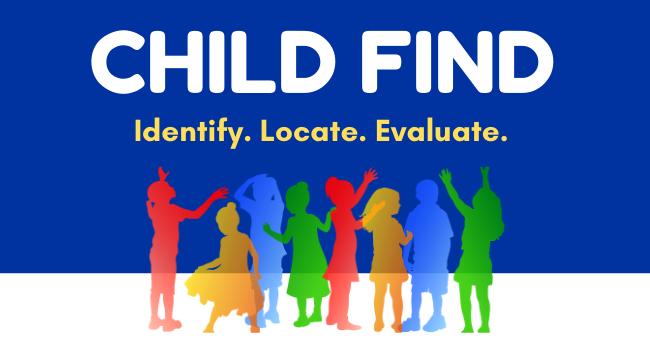 CHILD FIND
Identify. Locate. Evaluate.